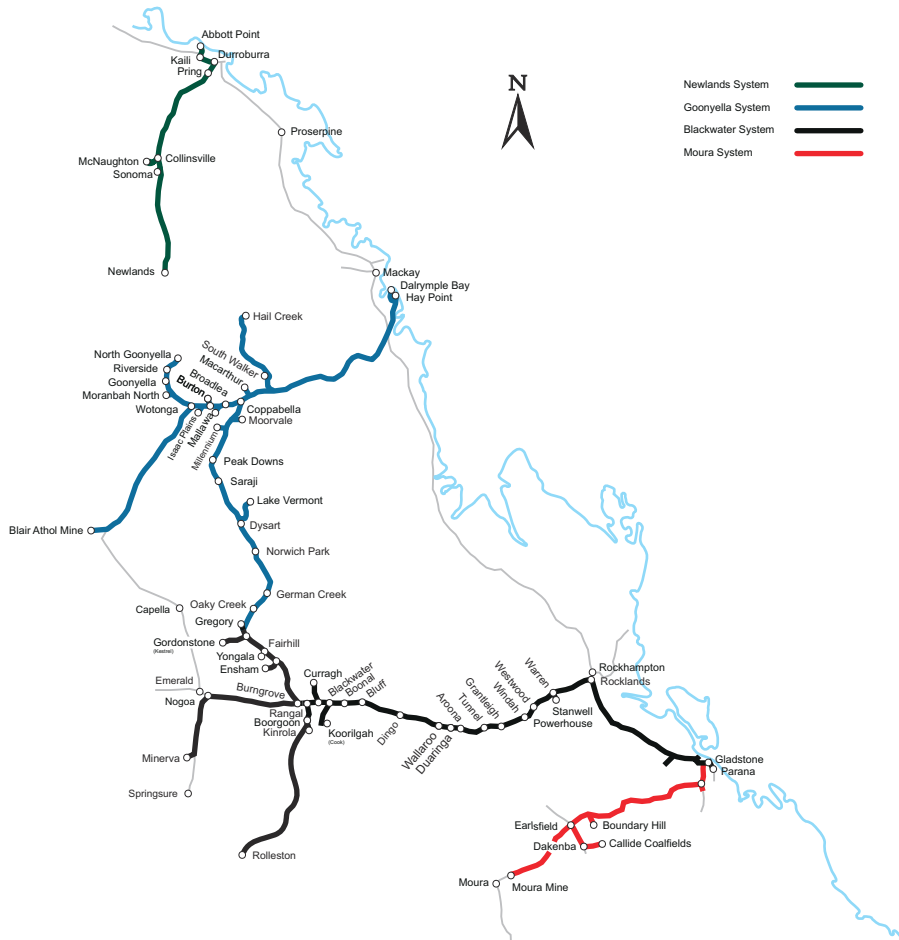 Abbott Point
Kaili
Durroburra
Pring
N
Newlands System
Goonyella System
Blackwater System
Moura System
Proserpine
McNaughton
Collinsville
Sonoma
Newlands
Mackay
Dalrymple Bay
Hay Point
Hail Creek
North Goonyella
Riverside
Goonyella
Moranbah North
Wotonga
South Walker
Macarthur
Broadlea
Burton
Isaac Plains
Mallawa
Millennium
Coppabella
Moorvale
Peak Downs
Saraji
Lake Vermont
Dysart
Blair Athol Mine
Norwich Park
German Creek
Oaky Creek
Capella
Gregory
Gordonstone
(Kestrel)
Fairhill
Yongala
Ensham
Emerald
Nogoa
Burngrove
Curragh
Blackwater
Boonal
Bluff
Rangal
Boorgoon
Kinrola
Koorilgah
(Cook)
Dingo
Wallaroo
Duaringa
Aroona
Tunnel
Grantleigh
Windah
Westwood
Warren
Stanwell
Powerhouse
Rockhampton
Rocklands
Minerva
Springsure
Rolleston
Gladstone
Parana
Earlsfield
Boundary Hill
Dakenba
Callide Coalfields
Moura
Moura Mine